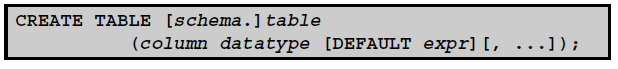 CREATE TABLE [schema.]table
(column datatype [DEFAULT expr][, ...]);